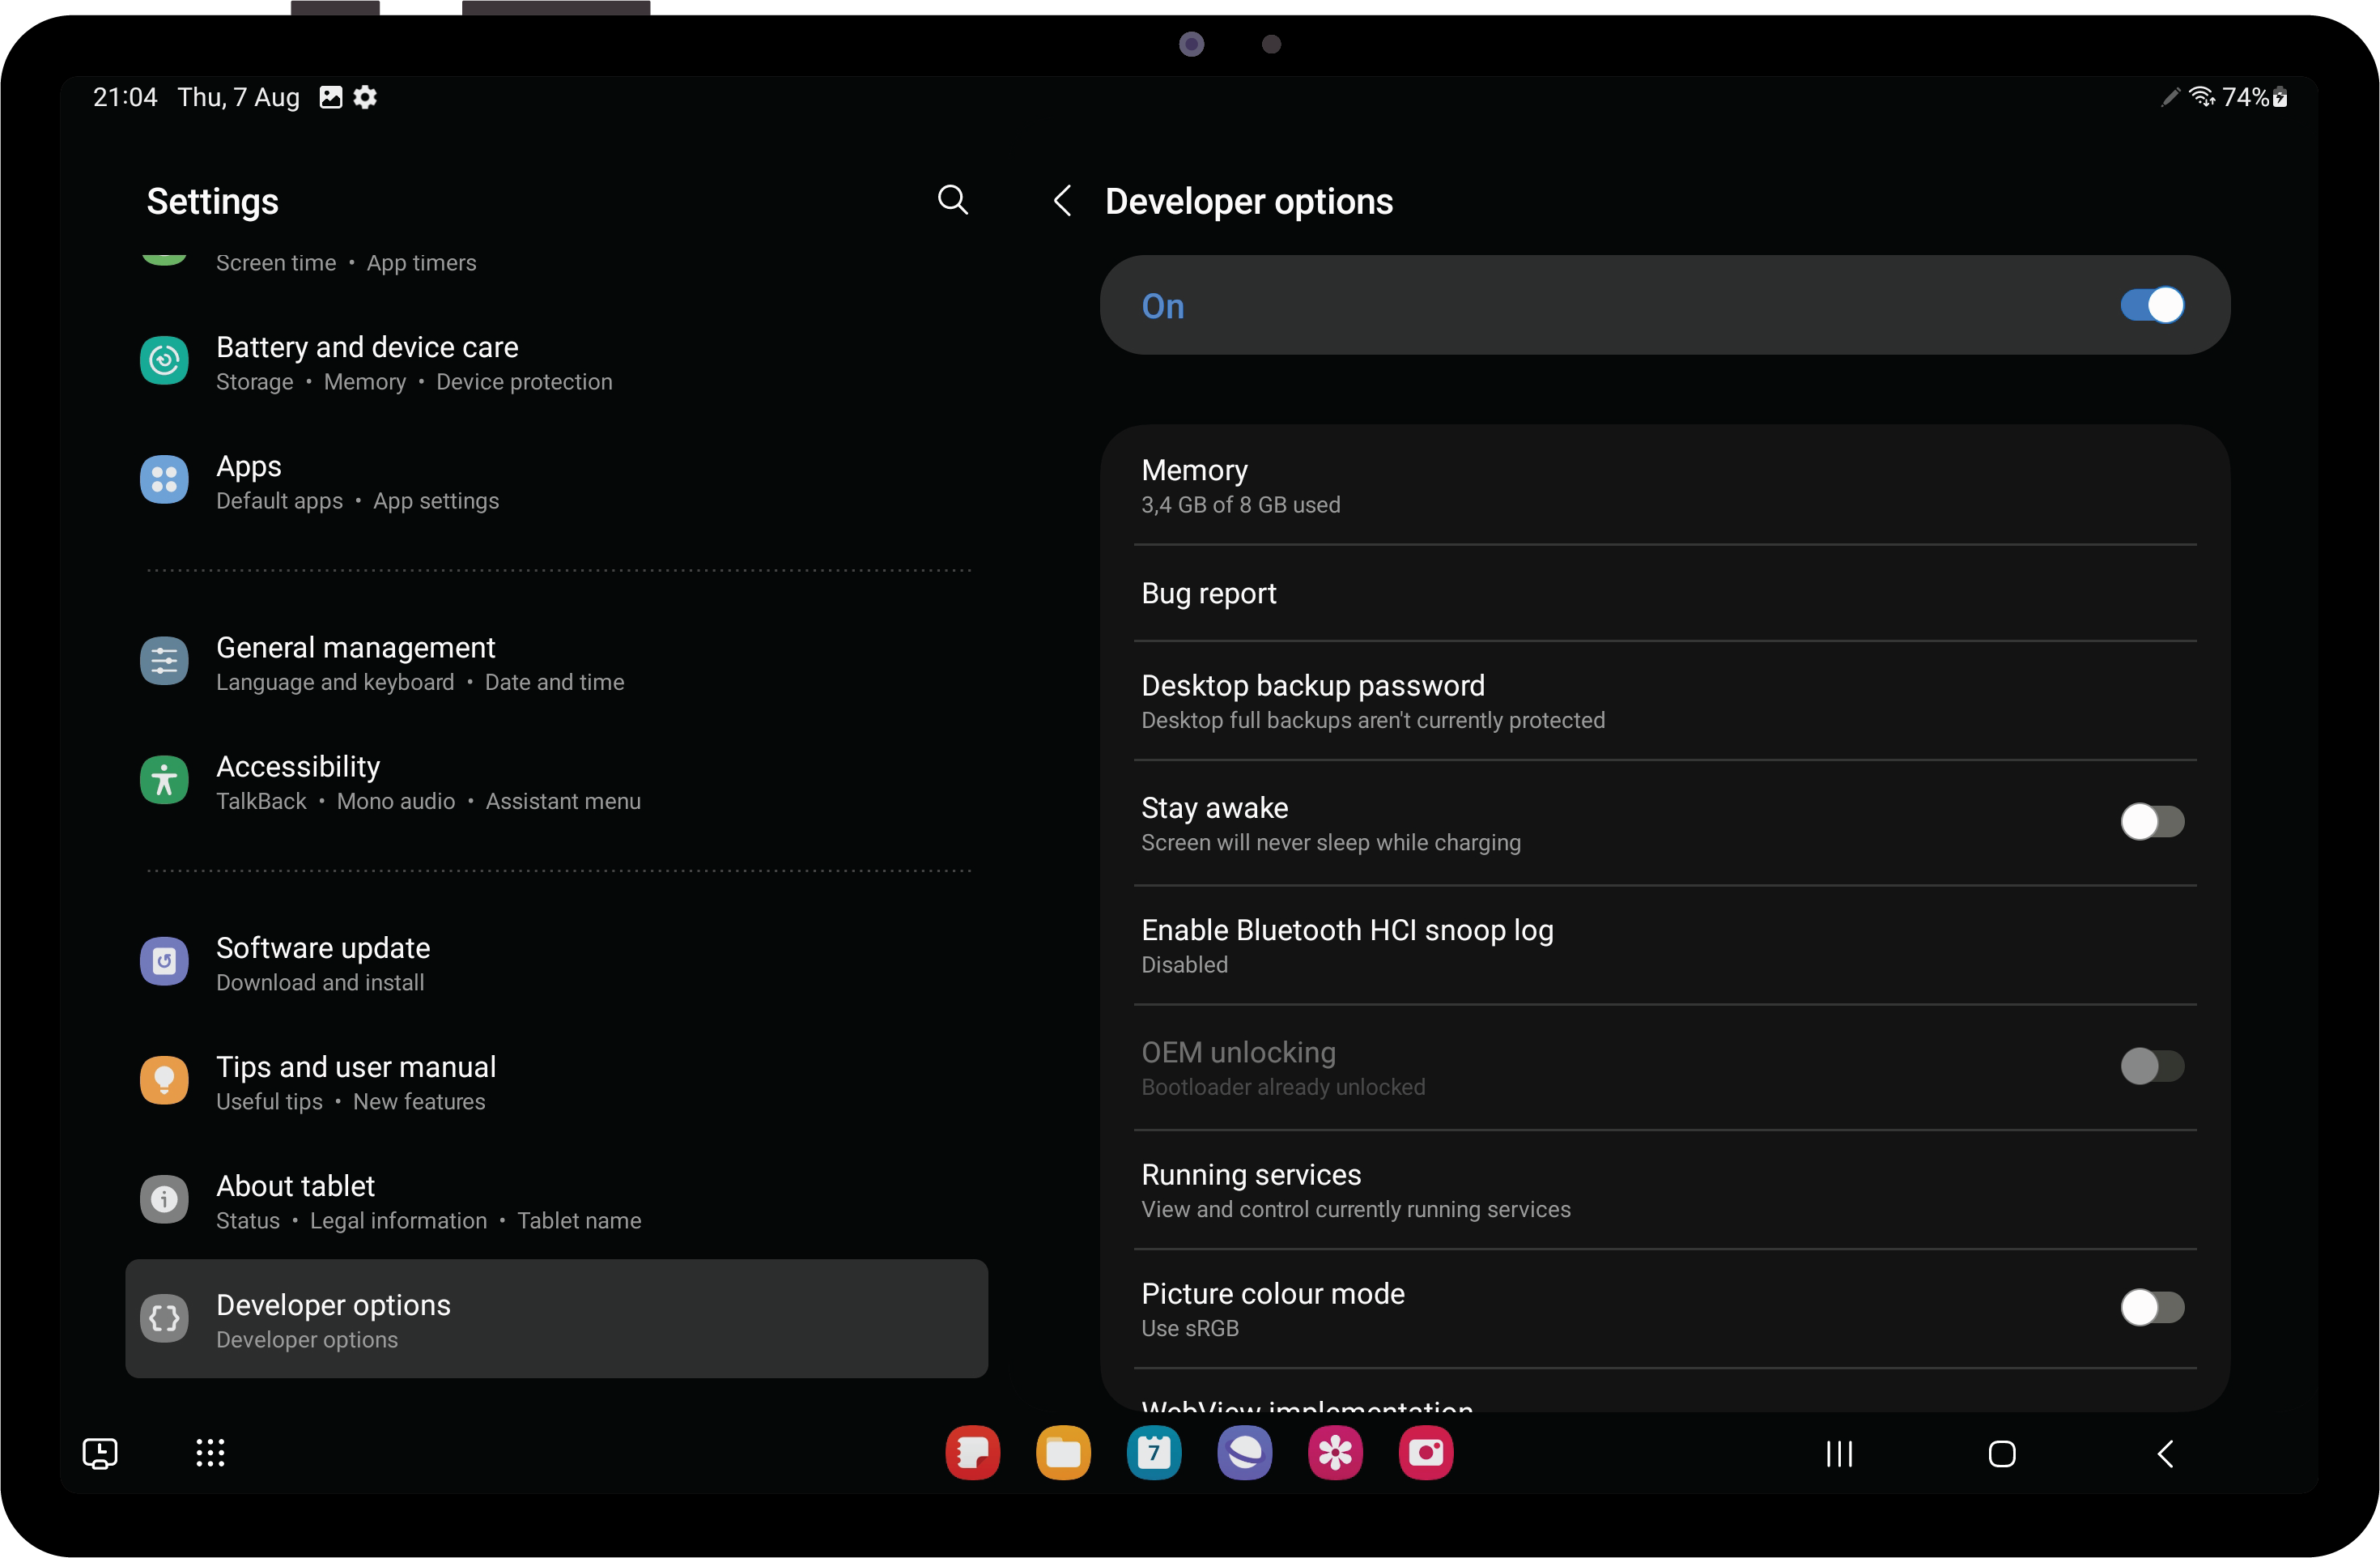 21:04 Thu, 7 Aug
74%
Settings
Screen time • App timers
Battery and device care
Storage • Memory • Device protection
Apps
Default apps • App settings
General management
Language and keyboard • Date and time
Accessibility
TalkBack • Mono audio • Assistant menu
Software update
Download and install
Tips and user manual
Useful tips • New features
About tablet
Status • Legal information • Tablet name
Developer options
Developer options
Developer options
On
Memory
3,4 GB of 8 GB used
Bug report
Desktop backup password
Desktop full backups aren't currently protected
Stay awake
Screen will never sleep while charging
Enable Bluetooth HCI snoop log
Disabled
OEM unlocking
Bootloader already unlocked
Running services
View and control currently running services
Picture colour mode
Use sRGB
WebView implementation
7